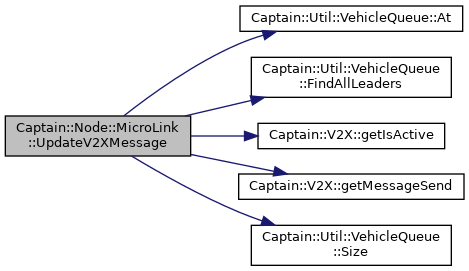 Captain::Util::VehicleQueue::At
Captain::Util::VehicleQueue
::FindAllLeaders
Captain::Node::MicroLink
::UpdateV2XMessage
Captain::V2X::getIsActive
Captain::V2X::getMessageSend
Captain::Util::VehicleQueue
::Size